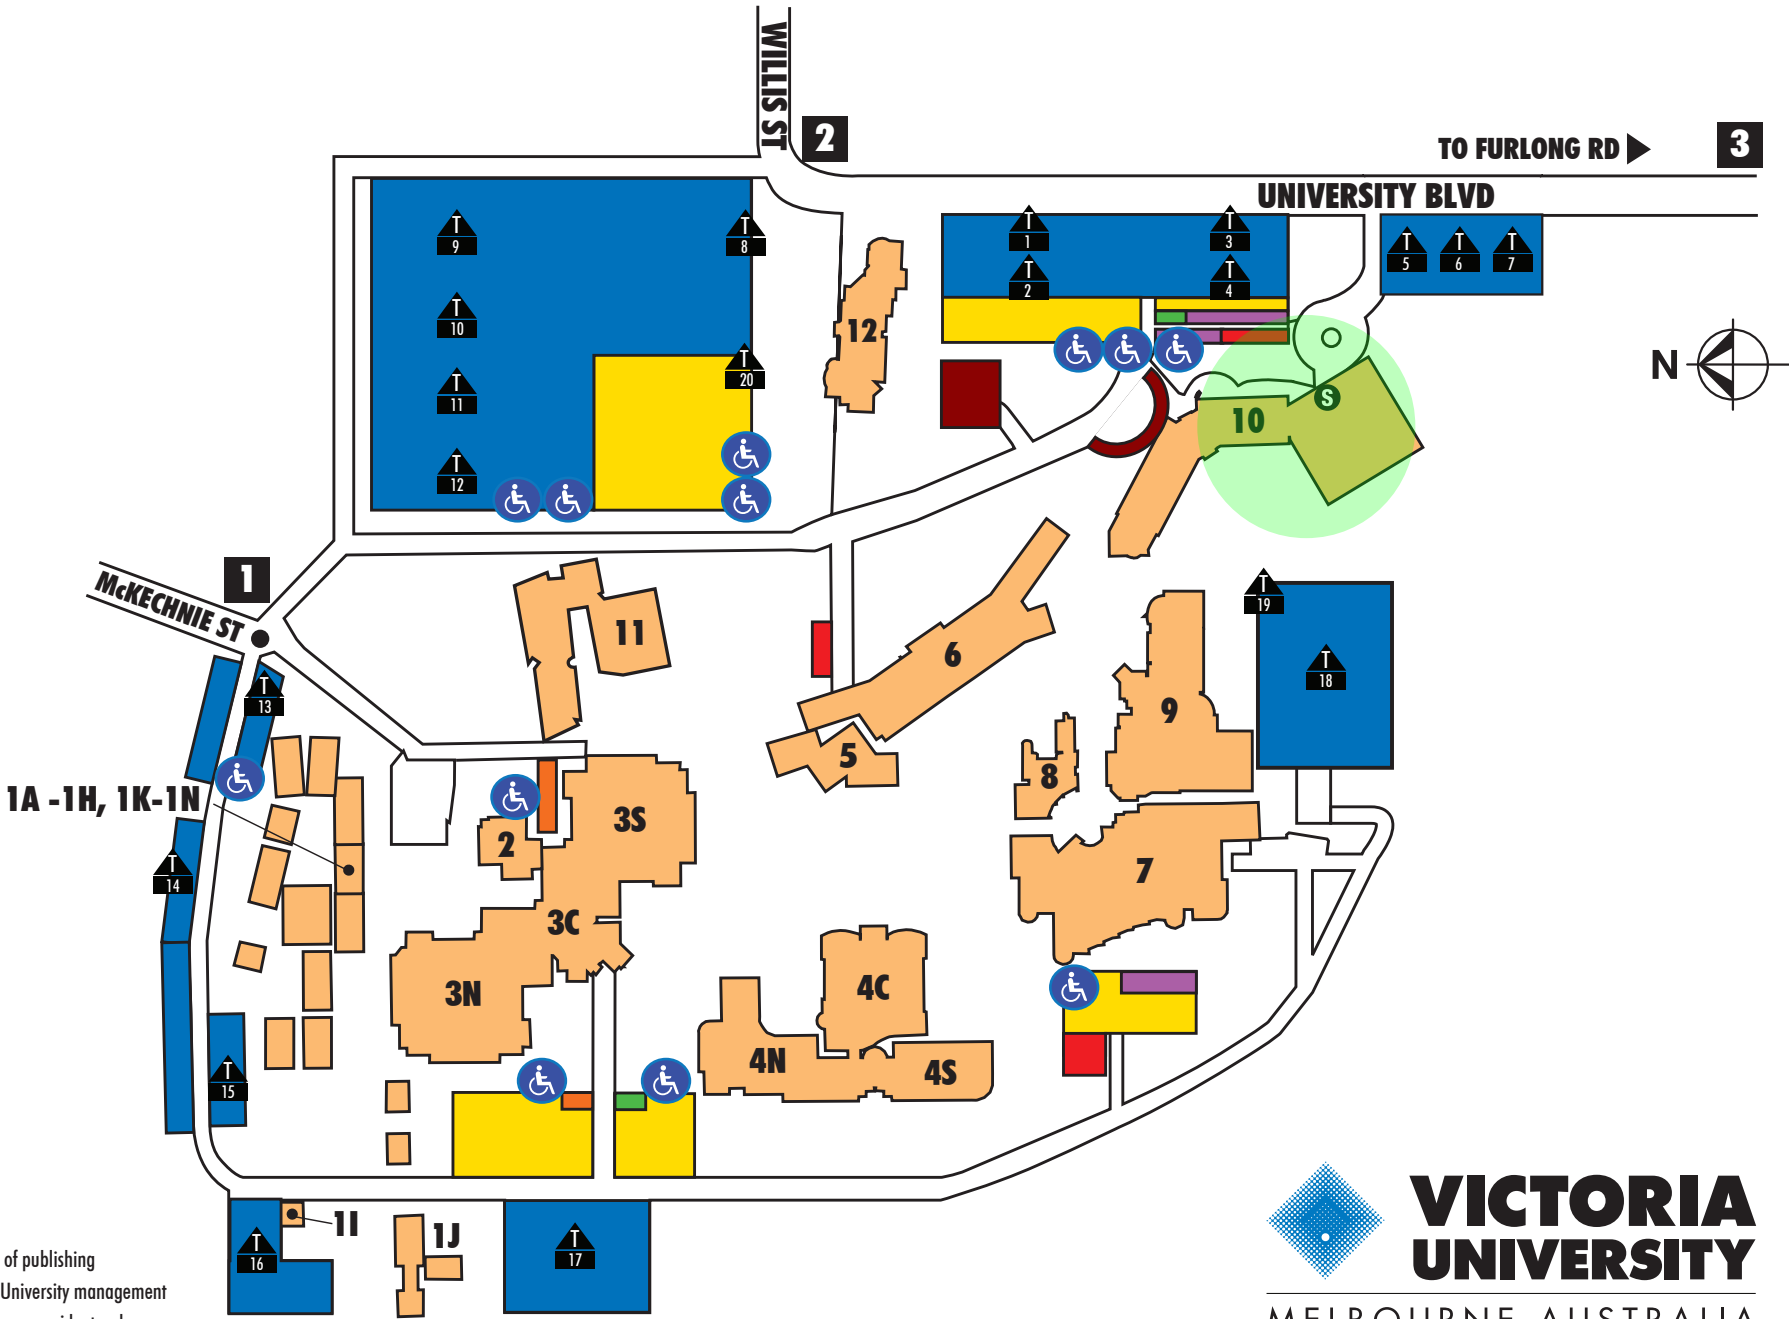 WILLIS ST
2
TO FURLONG RD
3
UNIVERSITY BLVD
T
9
T
8
T
1
T
3
T
5
T
6
T
7
T
2
T
4
T
10
12
T
20
N
T
11
10
S
T
12
1
McKECHNIE ST
11
T
19
6
T
18
T
13
9
5
8
1A -1H, 1K-1N
2
3S
T
14
7
3C
3N
4C
4N
4S
T
15
1I
1J
T
16
T
17
of publishing
University management
VICTORIA
UNIVERSITY
MELBOURNE AUSTRALIA